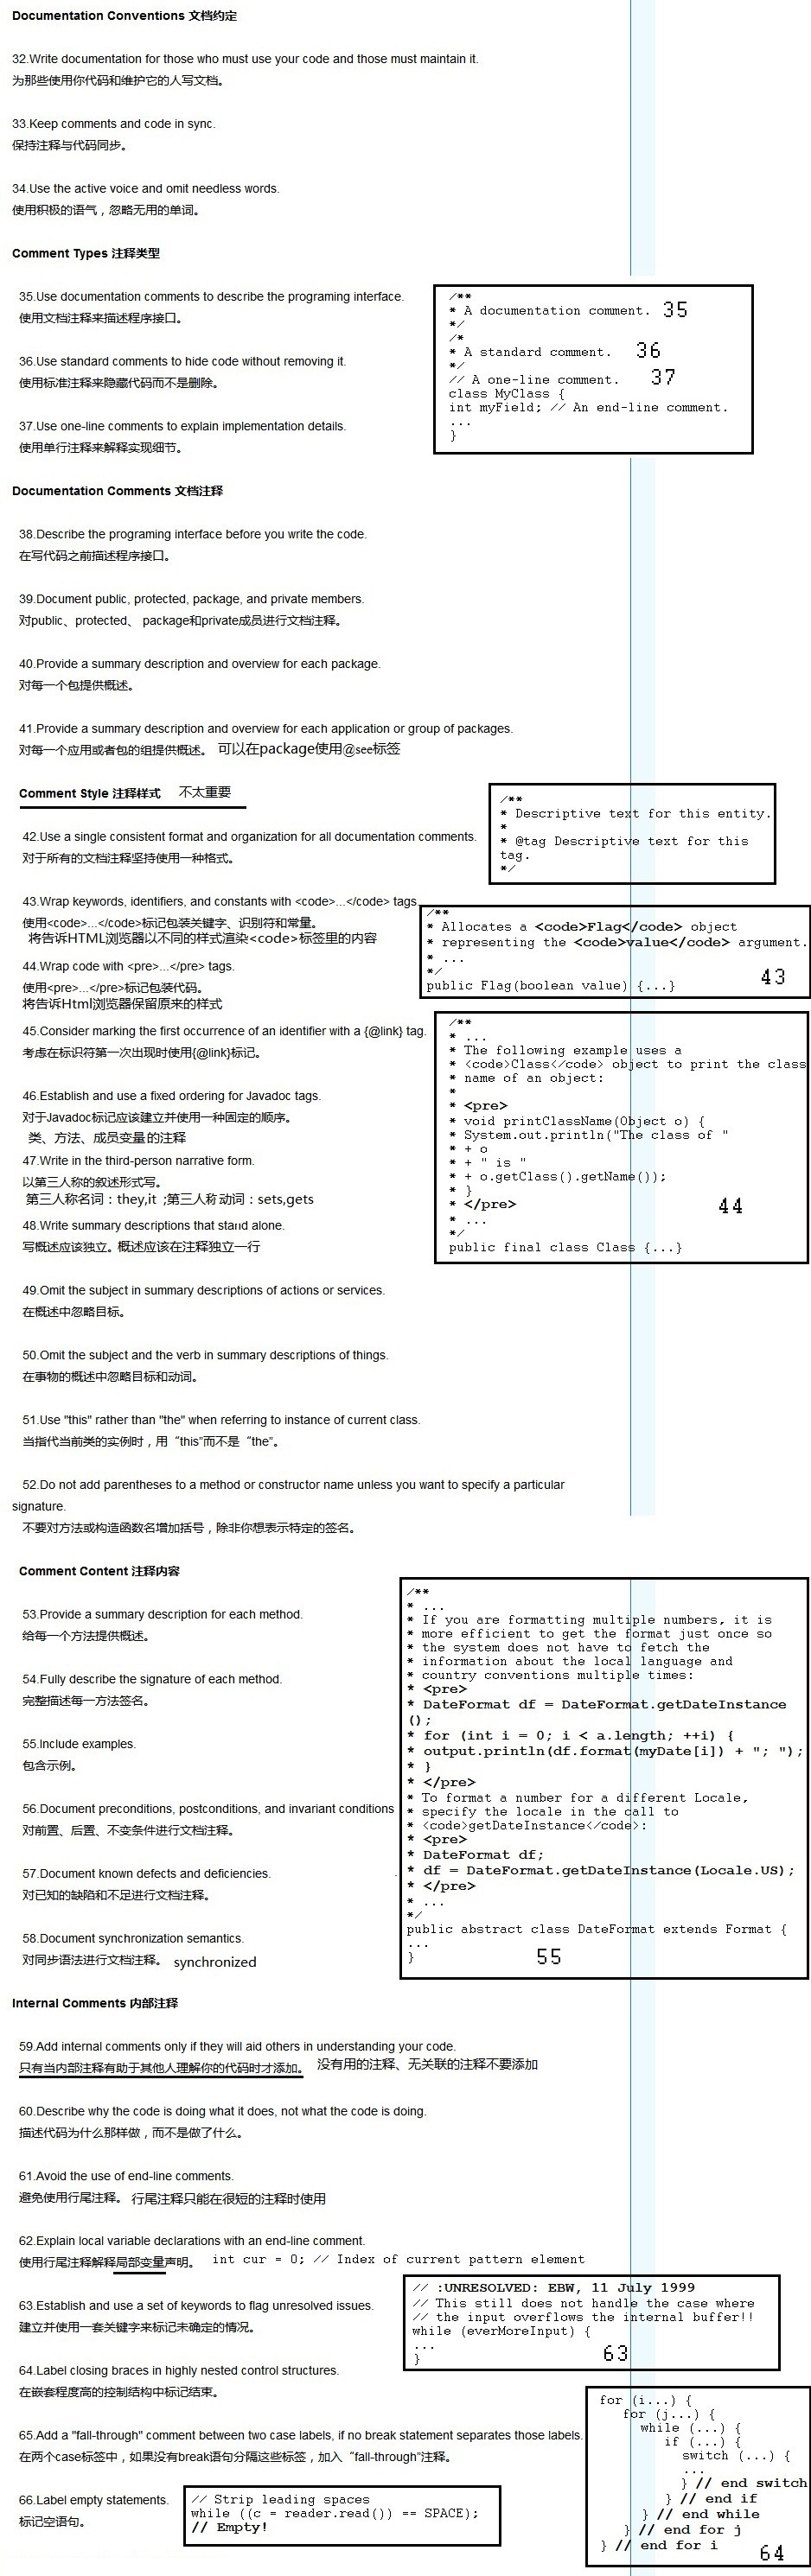 Documentation Conventions 文档约定
32.Write documentation for those who must use your code and those must maintain it.
为那些使用你代码和维护它的人写文档。
33.Keep comments and code in sync.
保持注释与代码同步。
34.Use the active voice and omit needless words.
使用积极的语气，忽略无用的单词。
Comment Types 注释类型
35.Use documentation comments to describe the programing interface.
使用文档注释来描述程序接口。
36.Use standard comments to hide code without removing it.
使用标准注释来隐藏代码而不是删除。
37.Use one-line comments to explain implementation details.
使用单行注释来解释实现细节。
/**
* A documentation comment. 35
*/
/*
* A standard comment. 36
*/
// A one-line comment. 37
class MyClass {
int myField; // An end-line comment.
...
}
Documentation Comments 文档注释
38.Describe the programing interface before you write the code.
在写代码之前描述程序接口。
39.Document public, protected, package, and private members.
对public、protected、 package和private成员进行文档注释。
40.Provide a summary description and overview for each package.
对每一个包提供概述。
41.Provide a summary description and overview for each application or group of packages.
对每一个应用或者包的组提供概述。 可以在package使用@see标签
Comment Style 注释样式 不太重要
42.Use a single consistent format and organization for all documentation comments.
对于所有的文档注释坚持使用一种格式。
/**
* Descriptive text for this entity.
*
* @tag Descriptive text for this
tag.
*/
43.Wrap keywords, identifiers, and constants with <code>...</code> tags.
使用<code>...</code>标记包装关键字、识别符和常量。
将告诉HTML浏览器以不同的样式渲染<code>标签里的内容
/**
* Allocates a <code>Flag</code> object
* representing the <code>value</code> argument.
* ...
*/
public Flag(boolean value) {...}
43
44.Wrap code with <pre>...</pre> tags.
使用<pre>...</pre>标记包装代码。
将告诉Html浏览器保留原来的样式
45.Consider marking the first occurrence of an identifier with a {@link} tag.
考虑在标识符第一次出现时使用{@link}标记。
46.Establish and use a fixed ordering for Javadoc tags.
对于Javadoc标记应该建立并使用一种固定的顺序。
类、方法、成员变量的注释
47.Write in the third-person narrative form.
以第三人称的叙述形式写。
第三人称名词：they,it ;第三人称动词：sets,gets
48.Write summary descriptions that stand alone.
写概述应该独立。概述应该在注释独立一行
/**
* ...
* The following example uses a
* <code>Class</code> object to print the class
* name of an object:
*
* <pre>
* void printClassName(Object o) {
* System.out.println("The class of "
* + o
* + " is "
* + o.getClass().getName());
* }
* </pre>
* ...
*/
public final class Class {...}
44
49.Omit the subject in summary descriptions of actions or services.
在概述中忽略目标。
50.Omit the subject and the verb in summary descriptions of things.
在事物的概述中忽略目标和动词。
51.Use "this" rather than "the" when referring to instance of current class.
当指代当前类的实例时，用“this”而不是“the”。
52.Do not add parentheses to a method or constructor name unless you want to specify a particular
signature.
不要对方法或构造函数名增加括号，除非你想表示特定的签名。
Comment Content 注释内容
53.Provide a summary description for each method.
给每一个方法提供概述。
54.Fully describe the signature of each method.
完整描述每一方法签名。
55.Include examples.
包含示例。
56.Document preconditions, postconditions, and invariant conditions
对前置、后置、不变条件进行文档注释。
57.Document known defects and deficiencies.
对已知的缺陷和不足进行文档注释。
58.Document synchronization semantics.
对同步语法进行文档注释。 synchronized
/**
* ...
* If you are formatting multiple numbers, it is
* more efficient to get the format just once so
* the system does not have to fetch the
* information about the local language and
* country conventions multiple times:
* <pre>
* DateFormat df = DateFormat.getDateInstance
();
* for (int i = 0; i < a.length; ++i) {
* output.println(df.format(myDate[i]) + "; ");
* }
* </pre>
* To format a number for a different Locale,
* specify the locale in the call to
* <code>getDateInstance</code>:
* <pre>
* DateFormat df;
* df = DateFormat.getDateInstance(Locale.US);
* </pre>
* ...
*/
public abstract class DateFormat extends Format {
...
} 55
Internal Comments 内部注释
59.Add internal comments only if they will aid others in understanding your code.
只有当内部注释有助于其他人理解你的代码时才添加。 没有用的注释、无关联的注释不要添加
60.Describe why the code is doing what it does, not what the code is doing.
描述代码为什么那样做，而不是做了什么。
61.Avoid the use of end-line comments.
避免使用行尾注释。 行尾注释只能在很短的注释时使用
62.Explain local variable declarations with an end-line comment.
使用行尾注释解释局部变量声明。 int cur = 0; // Index of current pattern element
63.Establish and use a set of keywords to flag unresolved issues.
建立并使用一套关键字来标记未确定的情况。
// :UNRESOLVED: EBW, 11 July 1999
// This still does not handle the case where
// the input overflows the internal buffer!!
while (everMoreInput) {
...
} 63
64.Label closing braces in highly nested control structures.
在嵌套程度高的控制结构中标记结束。
65.Add a "fall-through" comment between two case labels, if no break statement separates those labels.
在两个case标签中，如果没有break语句分隔这些标签，加入“fall-through”注释。
66.Label empty statements.
标记空语句。
// Strip leading spaces
while ((c = reader.read()) == SPACE);
// Empty!
for (i...) {
for (j...) {
while (...) {
if (...) {
switch (...) {
...
} // end switch
} // end if
} // end while
} // end for j
} // end for i
64